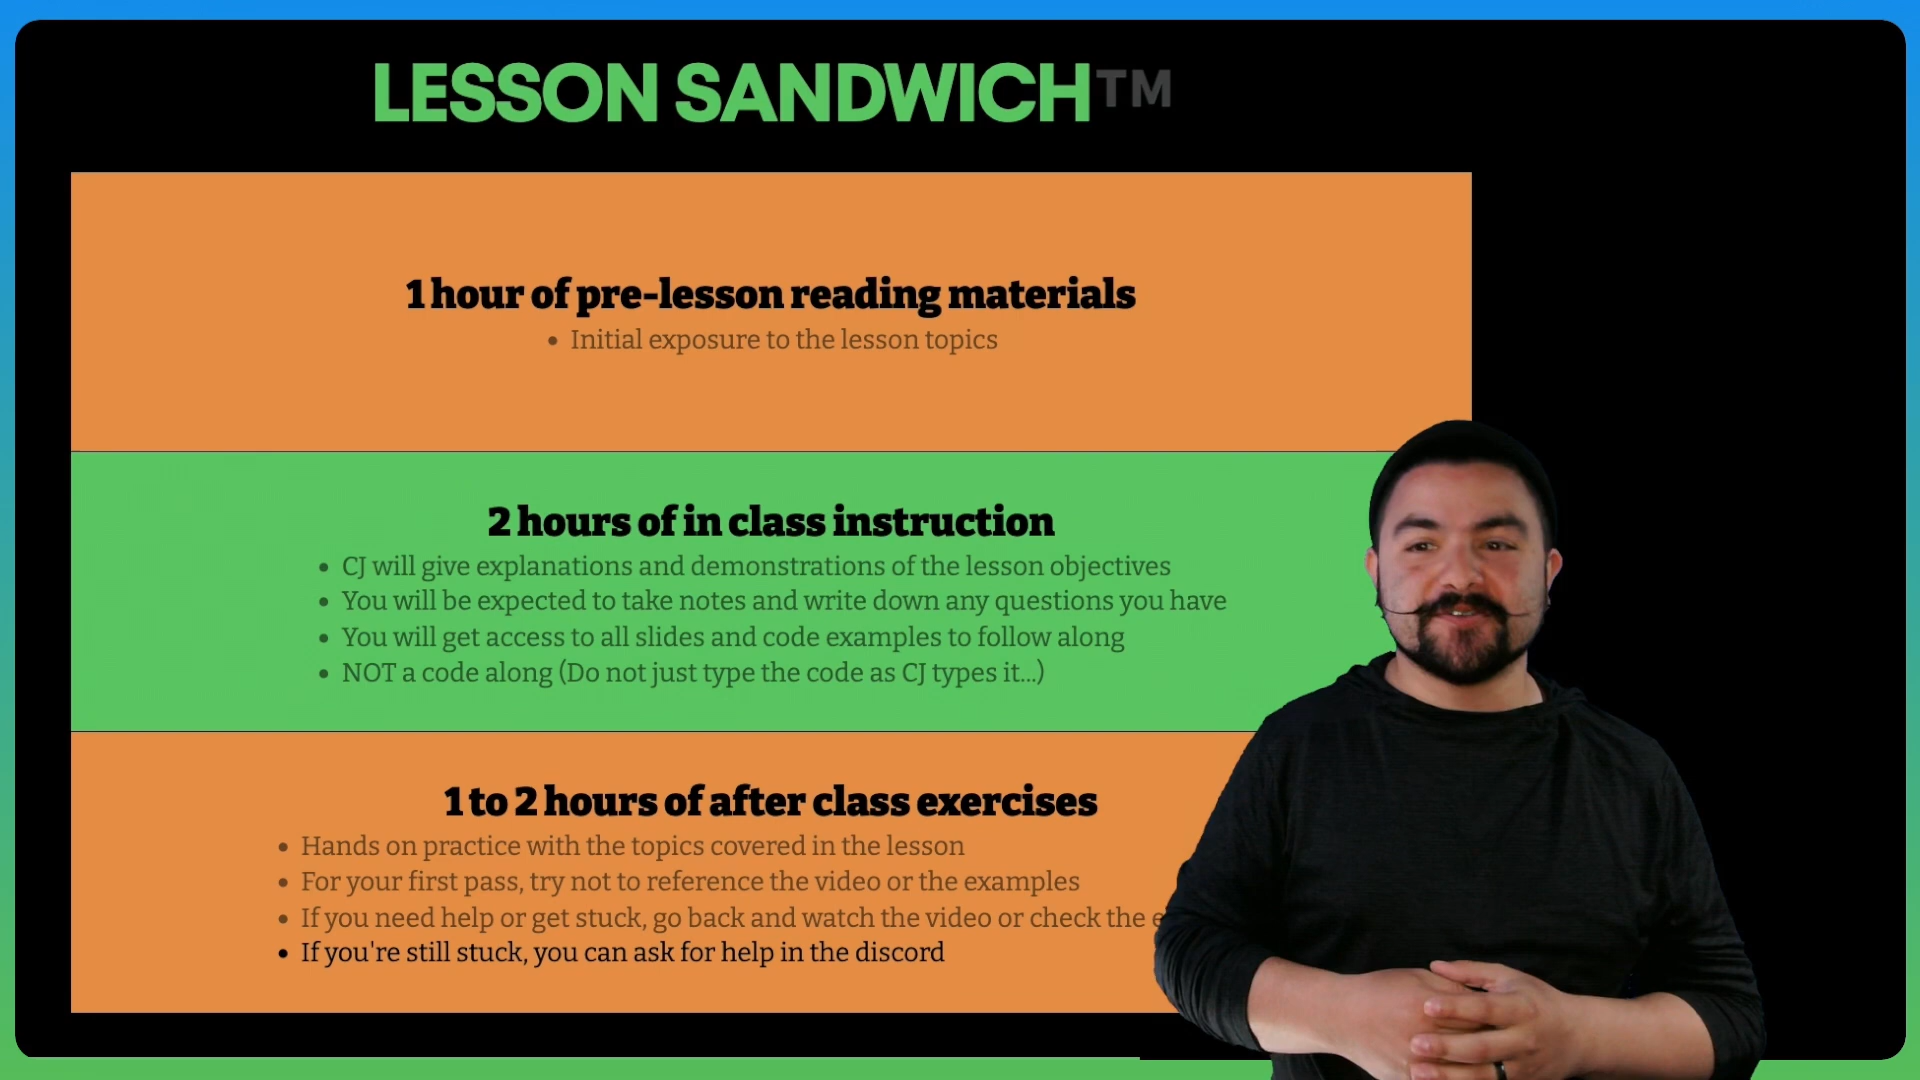 LESSON SANDWICH™
1 hour of pre-lesson reading materials
• Initial exposure to the lesson topics
2 hours of in class instruction
• CJ will give explanations and demonstrations of the lesson objectives
• You will be expected to take notes and write down any questions you have
• You will get access to all slides and code examples to follow along
• NOT a code along (Do not just type the code as CJ types it...)
1 to 2 hours of after class exercises
• Hands on practice with the topics covered in the lesson
• For your first pass, try not to reference the video or the examples
• If you need help or get stuck, go back and watch the video or check the
• If you're still stuck, you can ask for help in the discord